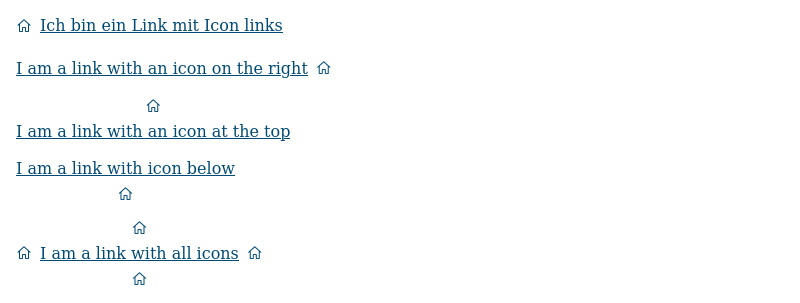 Ich bin ein Link mit Icon links
I am a link with an icon on the right
I am a link with an icon at the top
I am a link with icon below
I am a link with all icons